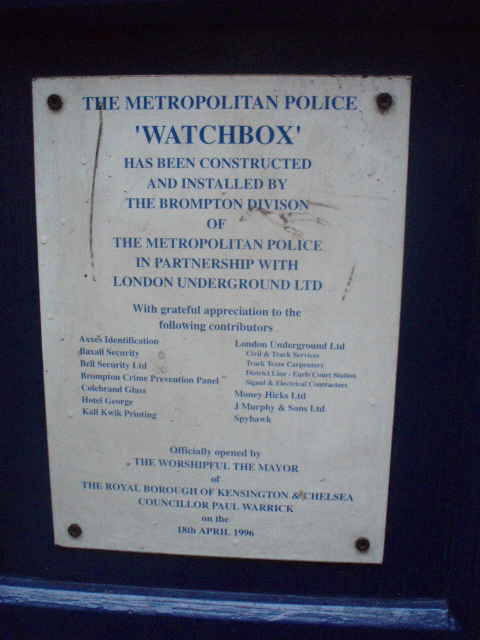 THE METROPOLITAN POLICE
'WATCHBOX'
HAS BEEN CONSTRUCTED
AND INSTALLED BY
THE BROMPTON DIVISON
OF
THE METROPOLITAN POLICE
IN PARTNERSHIP WITH
LONDON UNDERGROUND LTD
With grateful appreciation to the
following contributors
Axxes Identification
Baxall Security
Bell Security Ltd
Brompton Crime Prevention Panel
Colebrand Glass
Hotel George
Kall Kwik Printing
London Underground Ltd
Civil & Track Services
Track Team Carpenters
District Line - Earls Court Station
Signal & Electrical Contractors
Money Hicks Ltd
J Murphy & Sons Ltd
Spyhawk
Officially opened by
THE WORSHIPFUL THE MAYOR
of
THE ROYAL BOROUGH OF KENSINGTON & CHELSEA
COUNCILLOR PAUL WARRICK
on the
18th APRIL 1996